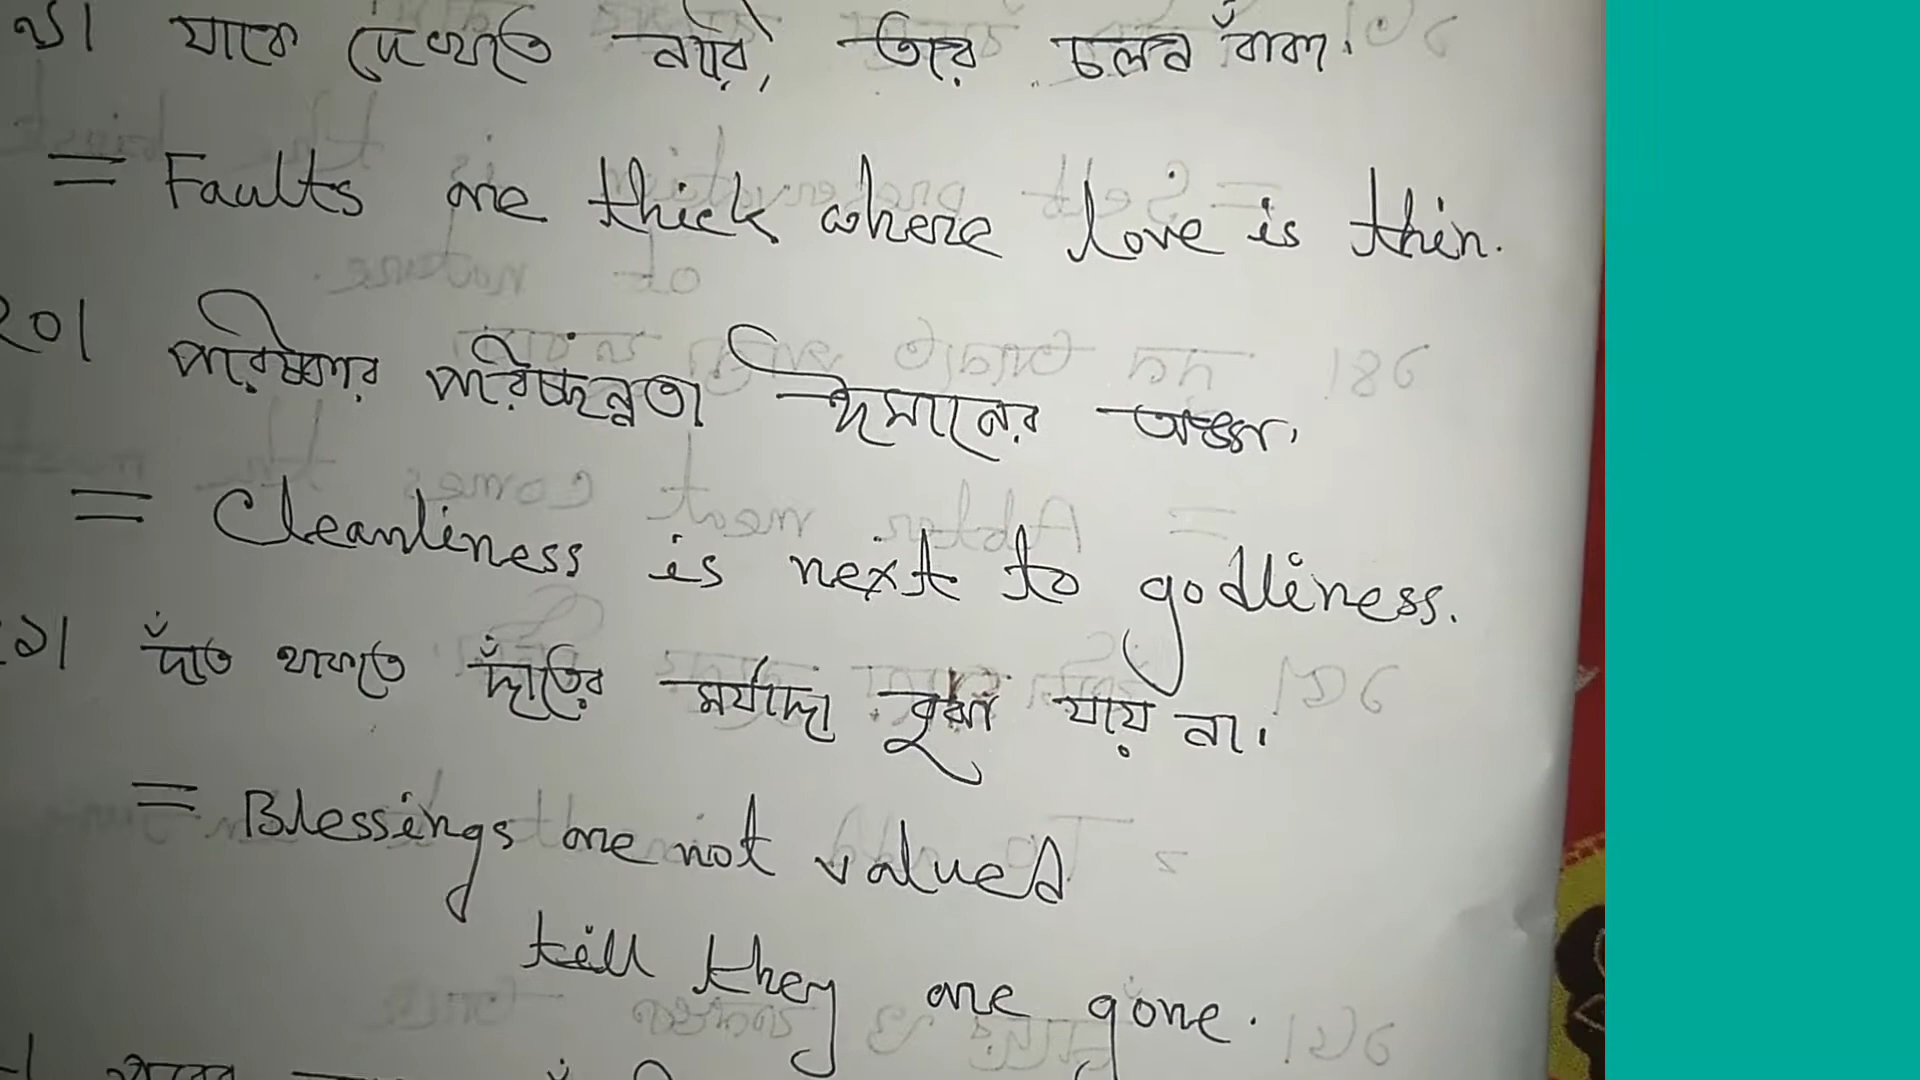 যাকে দেখতে নারি, তার চলন বাঁকা।
= Faults are thick where love is thin.
২০। পরিষ্কার পরিচ্ছন্নতা ঈমানের অঙ্গ।
= Cleanliness is next to godliness.
২১। দাঁত থাকতে দাঁতের মর্যাদা বুঝা যায় না।
= Blessings are not valued
till they are gone.